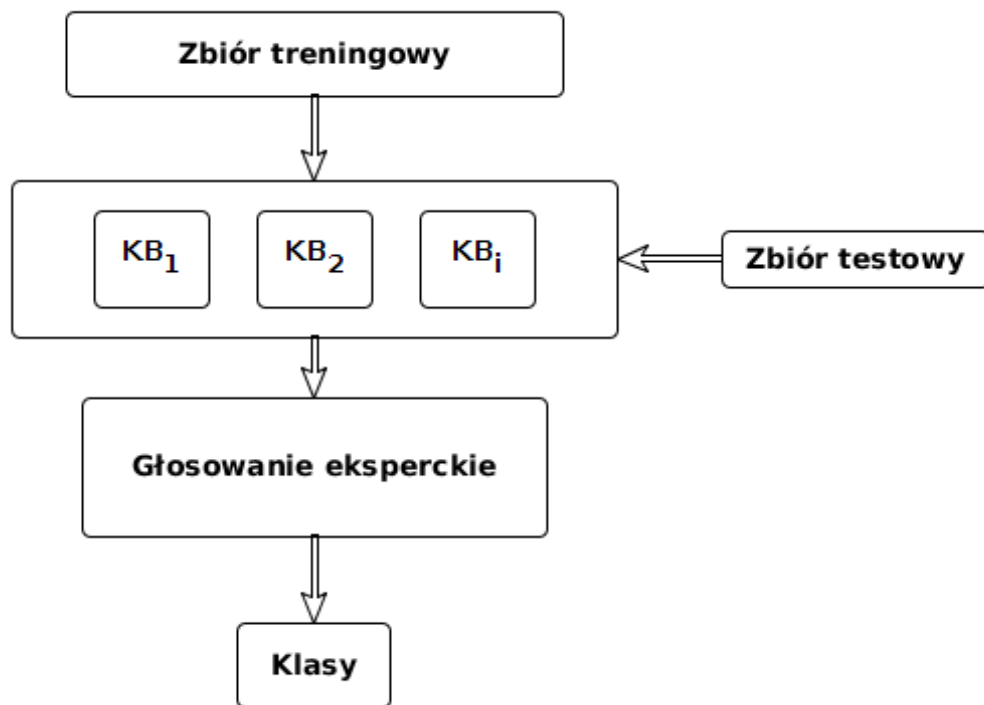 Zbiór treningowy
KB₁ KB₂ KBᵢ
Zbiór testowy
Głosowanie eksperckie
Klasy